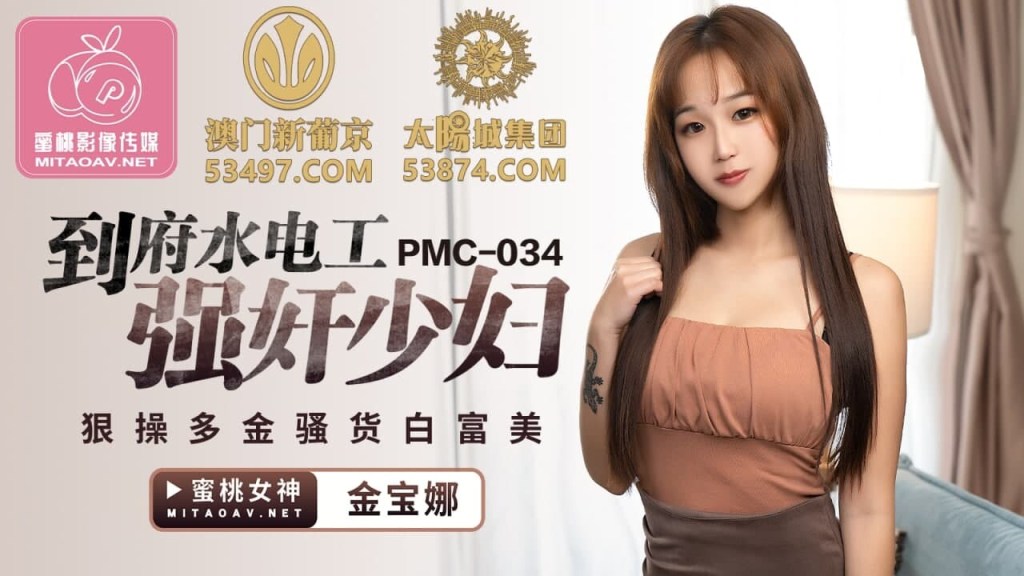 蜜桃影像传媒
MITAOAV.NET
澳门新葡京
53497.COM
太陽城集团
53874.COM
到府水电工
PMC-034
强奸少妇
狠操多金骚货白富美
蜜桃女神
MITAOAV.NET
金宝娜